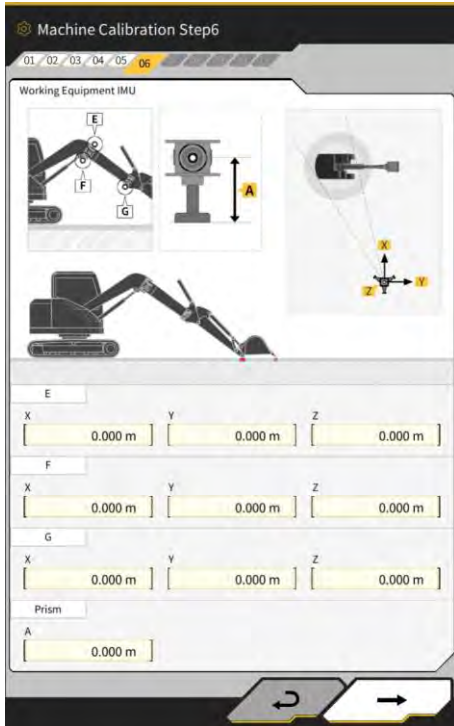 Machine Calibration Step6
01 02 03 04 05 06
Working Equipment IMU
E
F
G
A
X
Y
Z
E
X Y Z
0.000 m 0.000 m 0.000 m
F
X Y Z
0.000 m 0.000 m 0.000 m
G
X Y Z
0.000 m 0.000 m 0.000 m
Prism
A
0.000 m